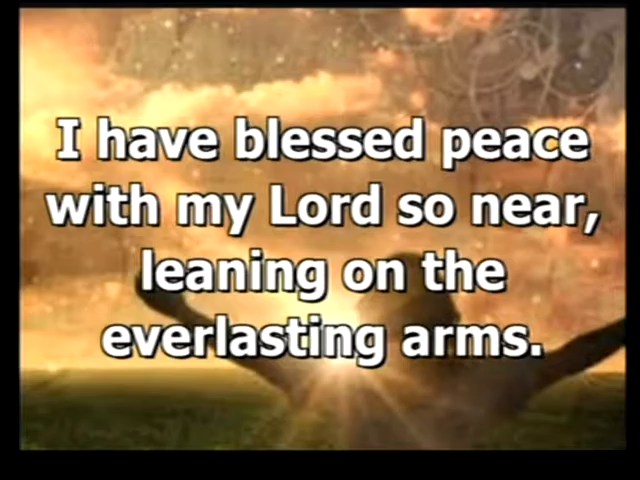 I have blessed peace
with my Lord so near,
leaning on the
everlasting arms.